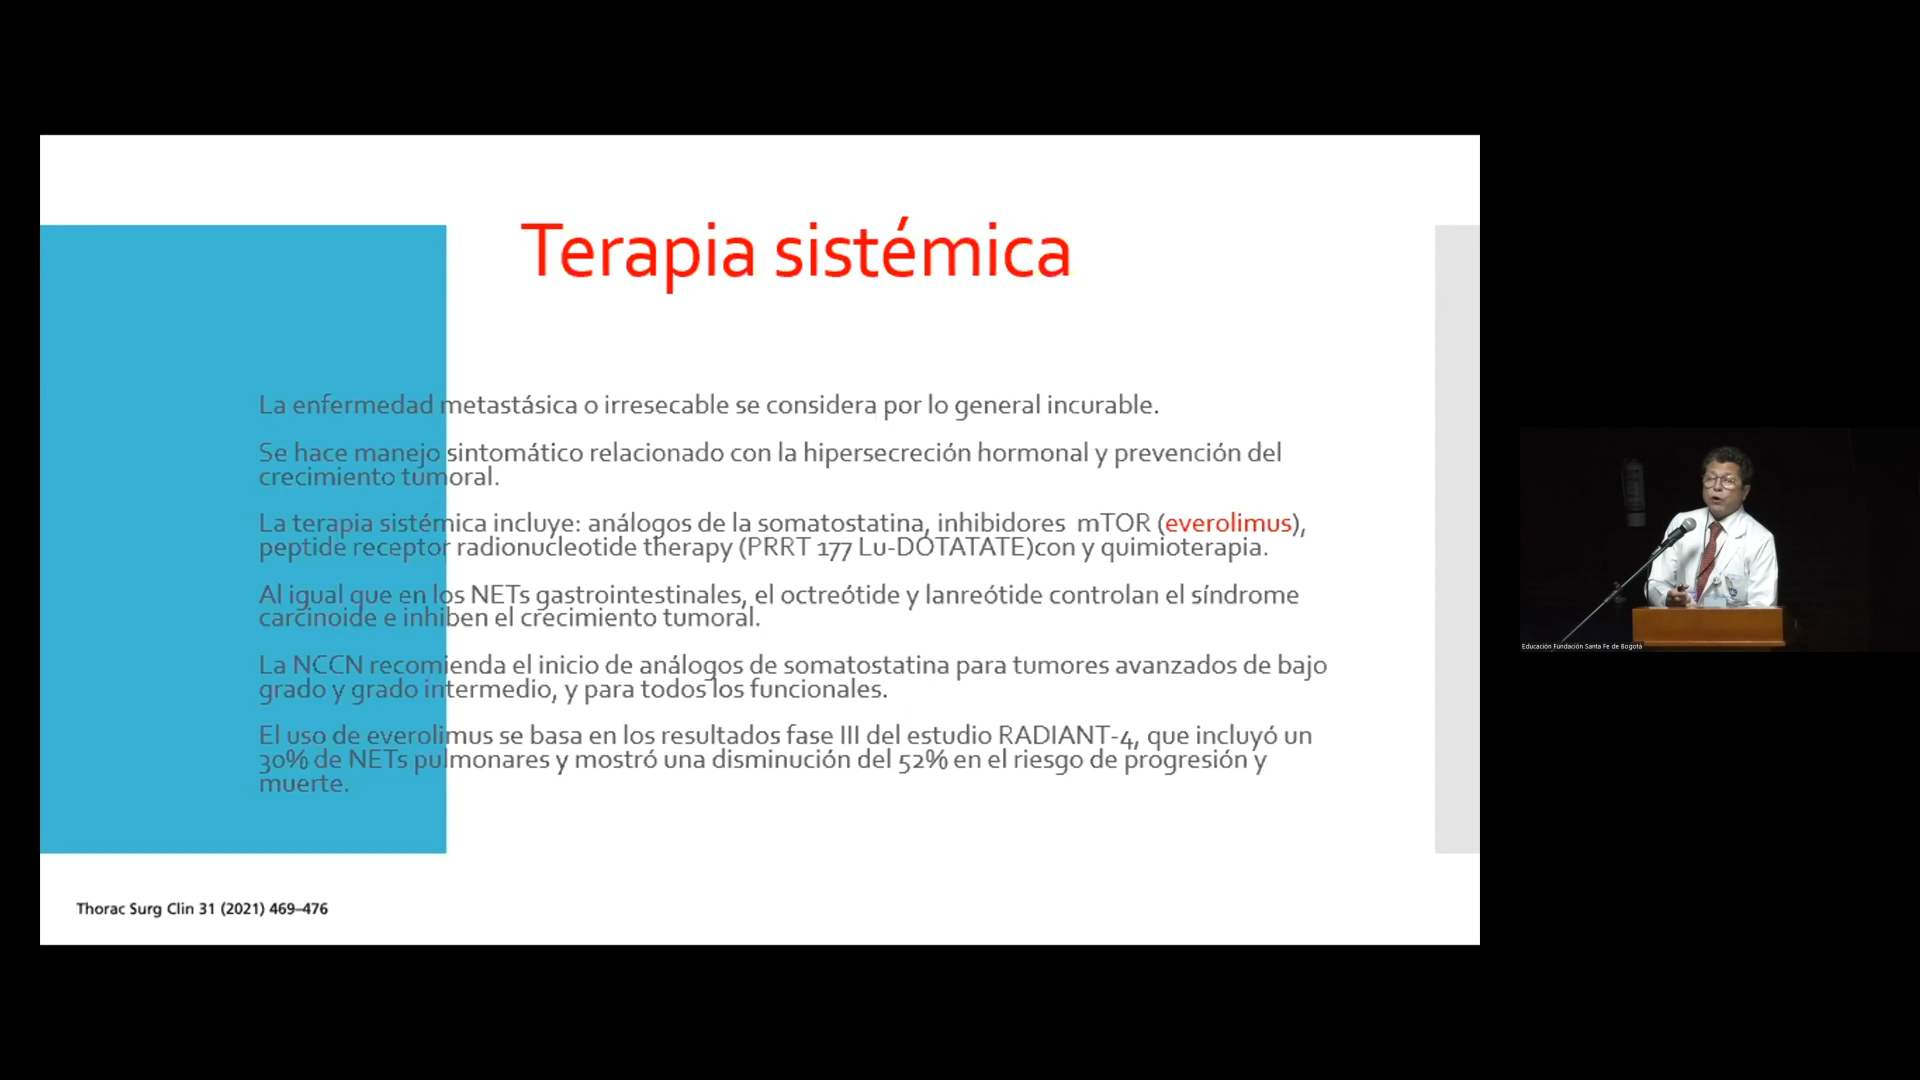 Terapia sistémica
La enfermedad metastásica o irresecable se considera por lo general incurable.
Se hace manejo sintomático relacionado con la hipersecreción hormonal y prevención del
crecimiento tumoral.
La terapia sistémica incluye: análogos de la somatostatina, inhibidores  mTOR (everolimus),
peptide receptor radionucleotide therapy (PRRT 177 Lu-DOTATATE)con y quimioterapia.
Al igual que en los NETs gastrointestinales, el octreótide y lanreótide controlan el síndrome
carcinoide e inhiben el crecimiento tumoral.
La NCCN recomienda el inicio de análogos de somatostatina para tumores avanzados de bajo
grado y grado intermedio, y para todos los funcionales.
El uso de everolimus se basa en los resultados fase III del estudio RADIANT-4, que incluyó un
30% de NETs pulmonares y mostró una disminución del 52% en el riesgo de progresión y
muerte.
Thorac Surg Clin 31 (2021) 469–476
Educación Fundación Santa Fe de Bogotá